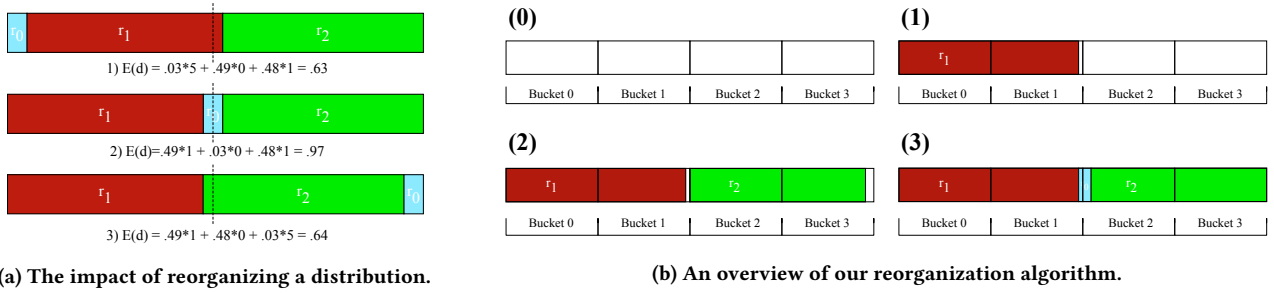 r0 r1 r2
1) E(d) = .03*5 + .49*0 + .48*1 = .63
r1 r0 r2
2) E(d)=.49*1 + .03*0 + .48*1 = .97
r1 r2 r0
3) E(d) = .49*1 + .48*0 + .03*5 = .64
(a) The impact of reorganizing a distribution.
(0)
Bucket 0 Bucket 1 Bucket 2 Bucket 3
(1)
r1
Bucket 0 Bucket 1 Bucket 2 Bucket 3
(2)
r1 r2
Bucket 0 Bucket 1 Bucket 2 Bucket 3
(3)
r1 r2
Bucket 0 Bucket 1 Bucket 2 Bucket 3
(b) An overview of our reorganization algorithm.